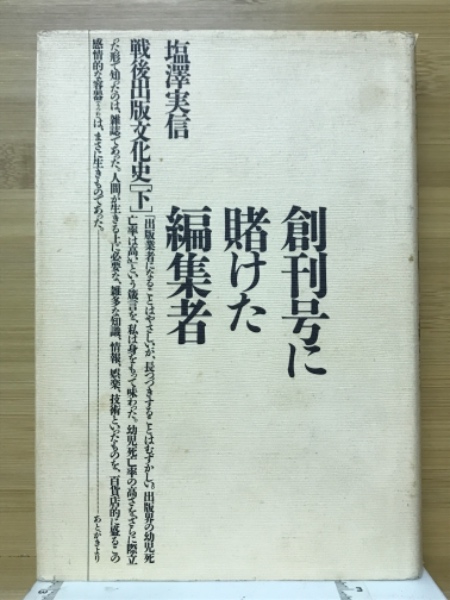 創刊号に
賭けた
編集者
塩澤実信
戦後出版文化史[下]
「出版業者になることはやさしいが、長つづきすることはむずかしい。出版界の幼児死
亡率は高い」という箴言を、私は身をもって味わった。幼児死亡率の高さをさらに際立
った形で知ったのは、雑誌であった。人間が生きる上に必要な、雑多な知識、情報、娯楽、技術といったものを、百貨店的に盛るこの
感情的な容器は、まさに生きものであった。
あとがきより